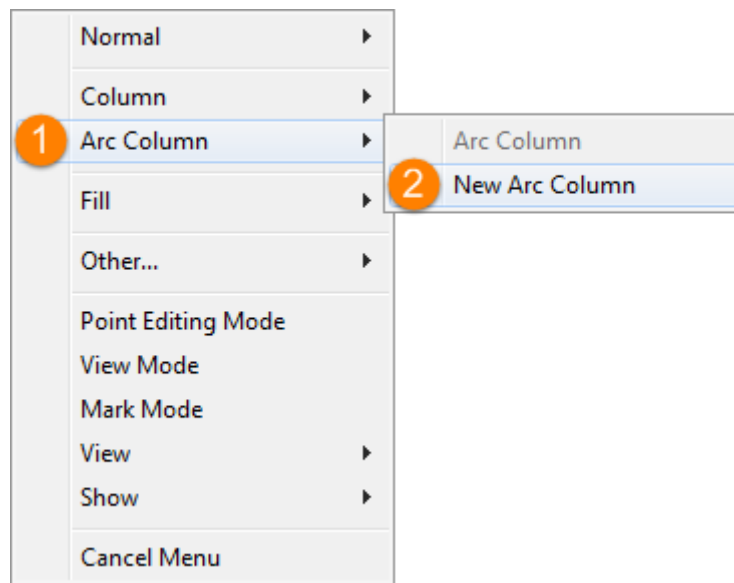 Normal
Column
1 Arc Column
Fill
Other...
Point Editing Mode
View Mode
Mark Mode
View
Show
Cancel Menu
Arc Column
2 New Arc Column